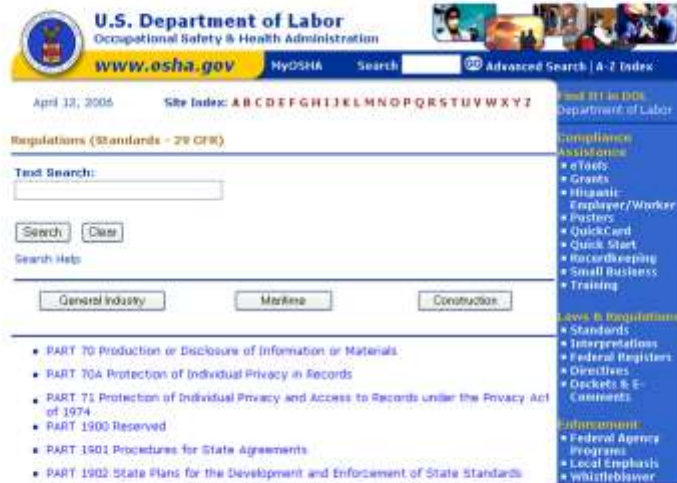 U.S. Department of Labor
Occupational Safety & Health Administration
www.osha.gov
MyOSHA
Search
GO
Advanced Search | A-Z Index
April 12, 2006
Site Index: A B C D E F G H I J K L M N O P Q R S T U V W X Y Z
Find It! in DOL
Department of Labor
Regulations (Standards - 29 CFR)
Text Search:
Search
Clear
Search Help
General Industry
Maritime
Construction
PART 70 Production or Disclosure of Information or Materials
PART 70A Protection of Individual Privacy in Records
PART 71 Protection of Individual Privacy and Access to Records under the Privacy Act
of 1974
PART 1900 Reserved
PART 1901 Procedures for State Agreements
PART 1902 State Plans for the Development and Enforcement of State Standards
Compliance
Assistance
eTools
Grants
Hispanic
Employer/Worker
Posters
QuickCard
Quick Start
Recordkeeping
Small Business
Training
Laws & Regulations
Standards
Interpretations
Federal Registers
Directives
Dockets & E-
Comments
Enforcement
Federal Agency
Programs
Local Emphasis
Whistleblower